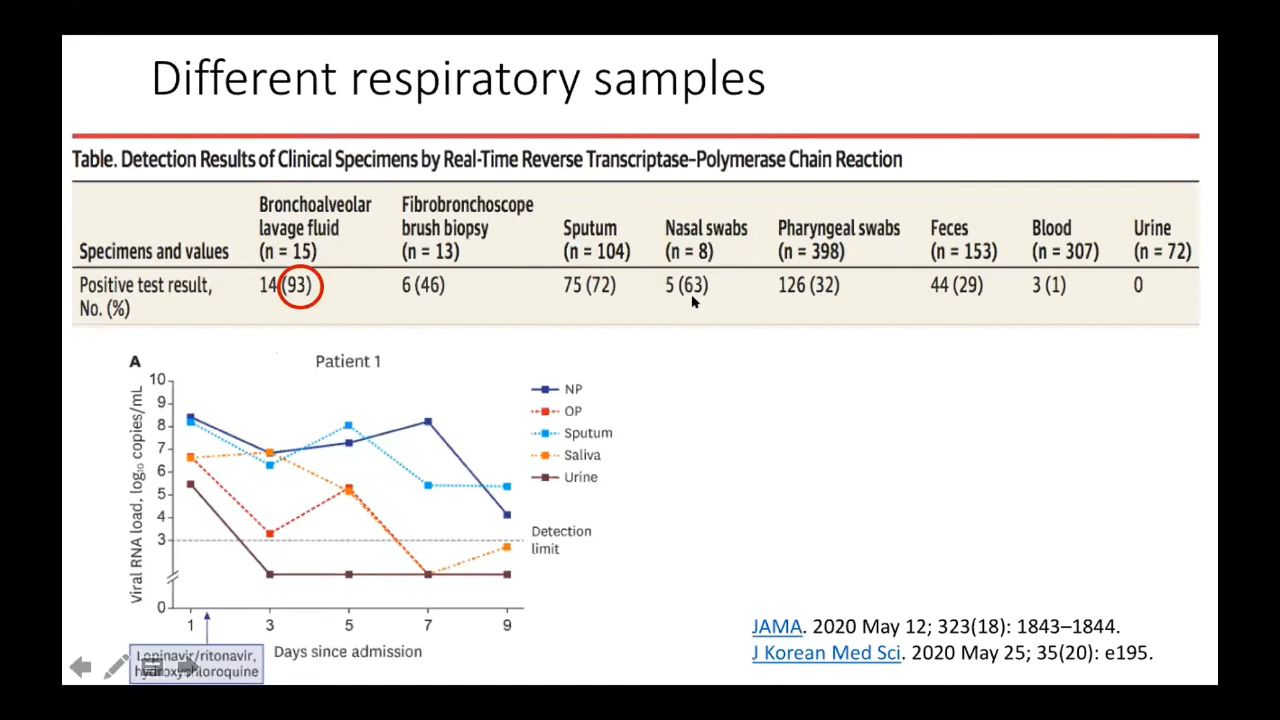 Different respiratory samples
Table. Detection Results of Clinical Specimens by Real-Time Reverse Transcriptase–Polymerase Chain Reaction
Specimens and values
Bronchoalveolar
lavage fluid
(n = 15)
Fibrobronchoscope
brush biopsy
(n = 13)
Sputum
(n = 104)
Nasal swabs
(n = 8)
Pharyngeal swabs
(n = 398)
Feces
(n = 153)
Blood
(n = 307)
Urine
(n = 72)
Positive test result,
No. (%)
14 (93)
6 (46)
75 (72)
5 (63)
126 (32)
44 (29)
3 (1)
0
A
Patient 1
Viral RNA load, log₁₀ copies/mL
10
9
8
7
6
5
4
3
0
NP
OP
Sputum
Saliva
Urine
Detection
limit
1
3
5
7
9
Days since admission
Lopinavir/ritonavir,
hydroxychloroquine
JAMA. 2020 May 12; 323(18): 1843–1844.
J Korean Med Sci. 2020 May 25; 35(20): e195.